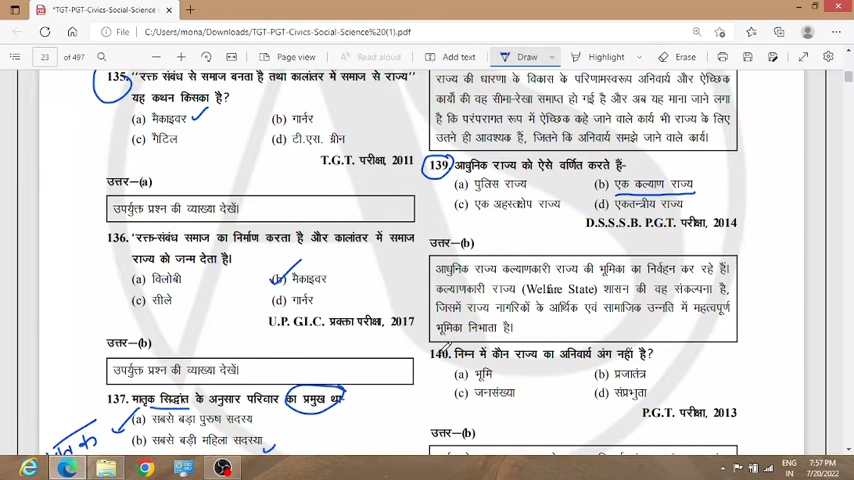 *TGT-PGT-Civics-Social-Science
File
C:/Users/mona/Downloads/TGT-PGT-Civics-Social-Science%20(1).pdf
23
of 497
Page view
Read aloud
Add text
Draw
Highlight
Erase
135. "रक्त संबंध से समाज बनता है तथा कालांतर में समाज से राज्य"
यह कथन किसका है?
(a) मैकाइवर (b) गार्नर
(c) गैटिल (d) टी.एस. ग्रीन
T.G.T. परीक्षा, 2011
उत्तर–(a)
उपर्युक्त प्रश्न की व्याख्या देखें।
136. 'रक्त-संबंध समाज का निर्माण करता है और कालांतर में समाज
राज्य को जन्म देता है।
(a) विलोबी (b) मैकाइवर
(c) सीले (d) गार्नर
U.P. GI.C. प्रवक्ता परीक्षा, 2017
उत्तर–(b)
उपर्युक्त प्रश्न की व्याख्या देखें।
137. मातृक सिद्धांत के अनुसार परिवार का प्रमुख था-
(a) सबसे बड़ा पुरुष सदस्य
(b) सबसे बड़ी महिला सदस्या
राज्य की धारणा के विकास के परिणामस्वरूप अनिवार्य और ऐच्छिक
कार्यों की वह सीमा-रेखा समाप्त हो गई है और अब यह माना जाने लगा
है कि परंपरागत रूप में ऐच्छिक कहे जाने वाले कार्य भी राज्य के लिए
उतने ही आवश्यक हैं, जितने कि अनिवार्य समझे जाने वाले कार्य।
139. आधुनिक राज्य को ऐसे वर्णित करते हैं-
(a) पुलिस राज्य (b) एक कल्याण राज्य
(c) एक अहस्तक्षेप राज्य (d) एकतन्त्रीय राज्य
D.S.S.S.B. P.G.T. परीक्षा, 2014
उत्तर–(b)
आधुनिक राज्य कल्याणकारी राज्य की भूमिका का निर्वहन कर रहे हैं।
कल्याणकारी राज्य (Welfare State) शासन की वह संकल्पना है,
जिसमें राज्य नागरिकों के आर्थिक एवं सामाजिक उन्नति में महत्वपूर्ण
भूमिका निभाता है।
140. निम्न में कौन राज्य का अनिवार्य अंग नहीं है?
(a) भूमि (b) प्रजातंत्र
(c) जनसंख्या (d) संप्रभुता
P.G.T. परीक्षा, 2013
उत्तर–(b)
ENG
IN
7:57 PM
7/20/2022